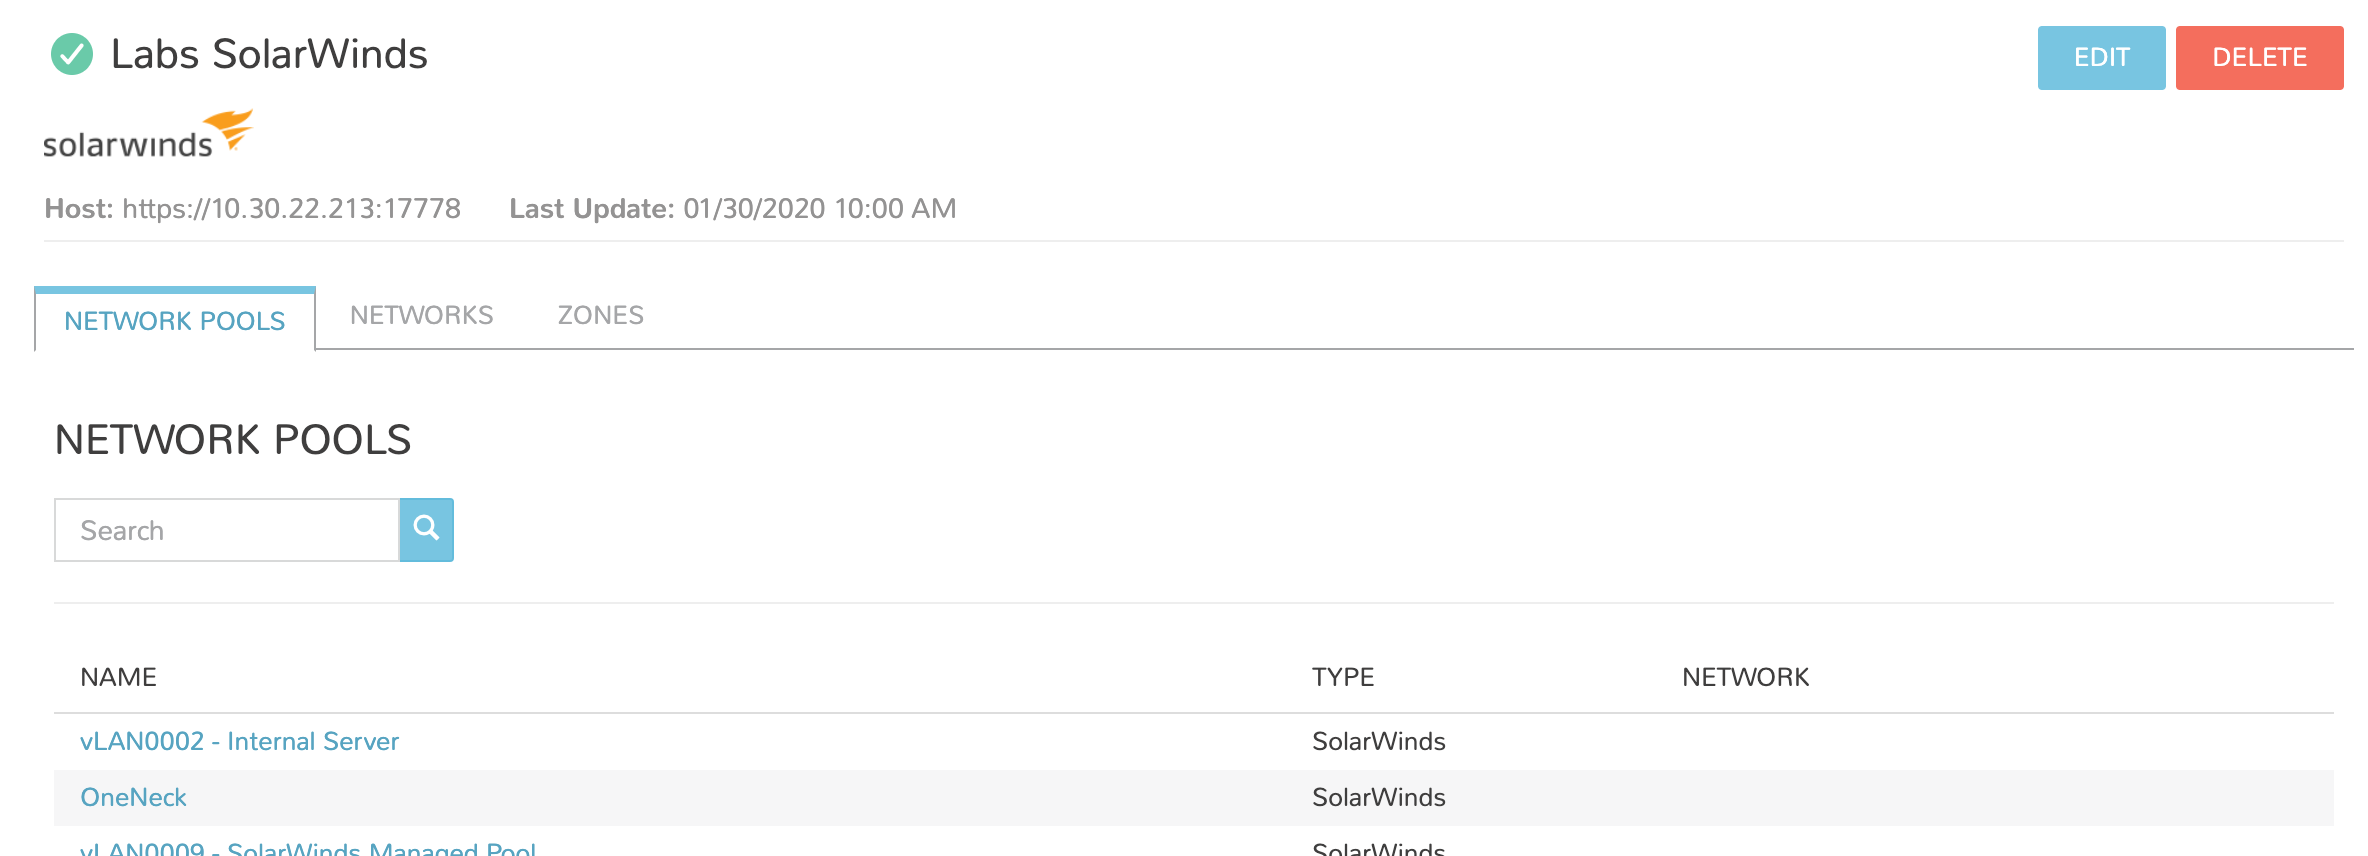 Labs SolarWinds
EDIT DELETE
solarwinds
Host: https://10.30.22.213:17778 Last Update: 01/30/2020 10:00 AM
NETWORK POOLS NETWORKS ZONES
NETWORK POOLS
Search
NAME TYPE NETWORK
vLAN0002 - Internal Server SolarWinds
OneNeck SolarWinds
vLAN0009 - SolarWinds Managed Pool SolarWinds